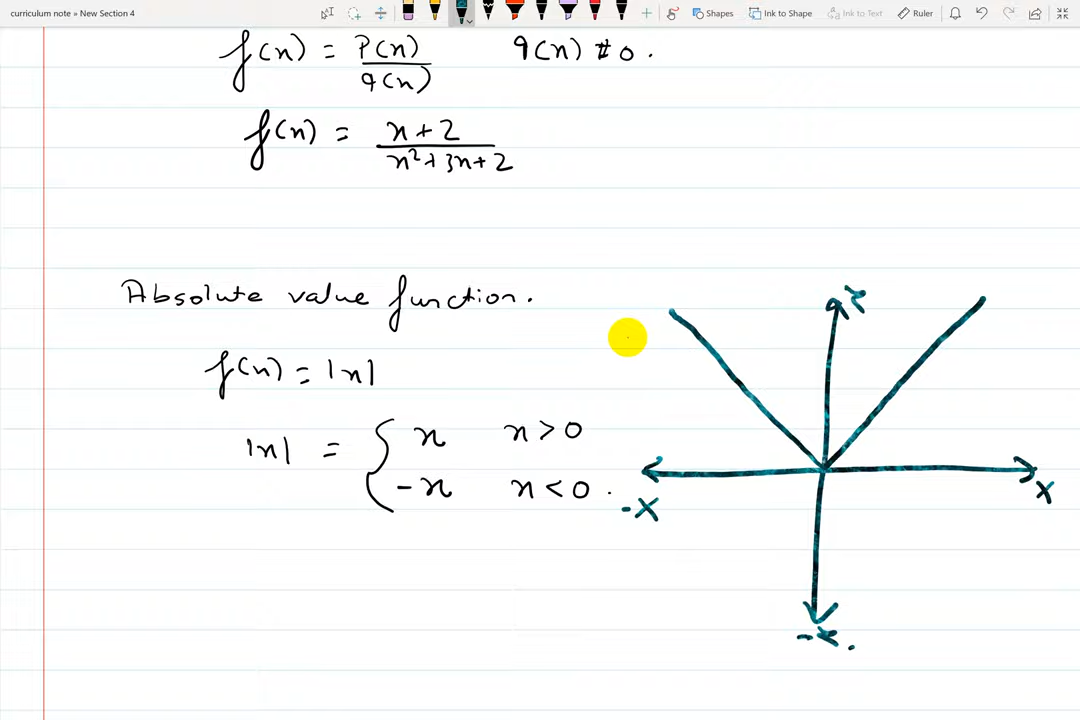 curriculum note » New Section 4
Shapes Ink to Shape Ink to Text Ruler
f(x) = P(x)/q(x) q(x) ≠ 0.
f(x) = x+2/x²+3x+2
Absolute value function.
f(x) = |x|
|x| = { x x > 0
-x x < 0.
-X X